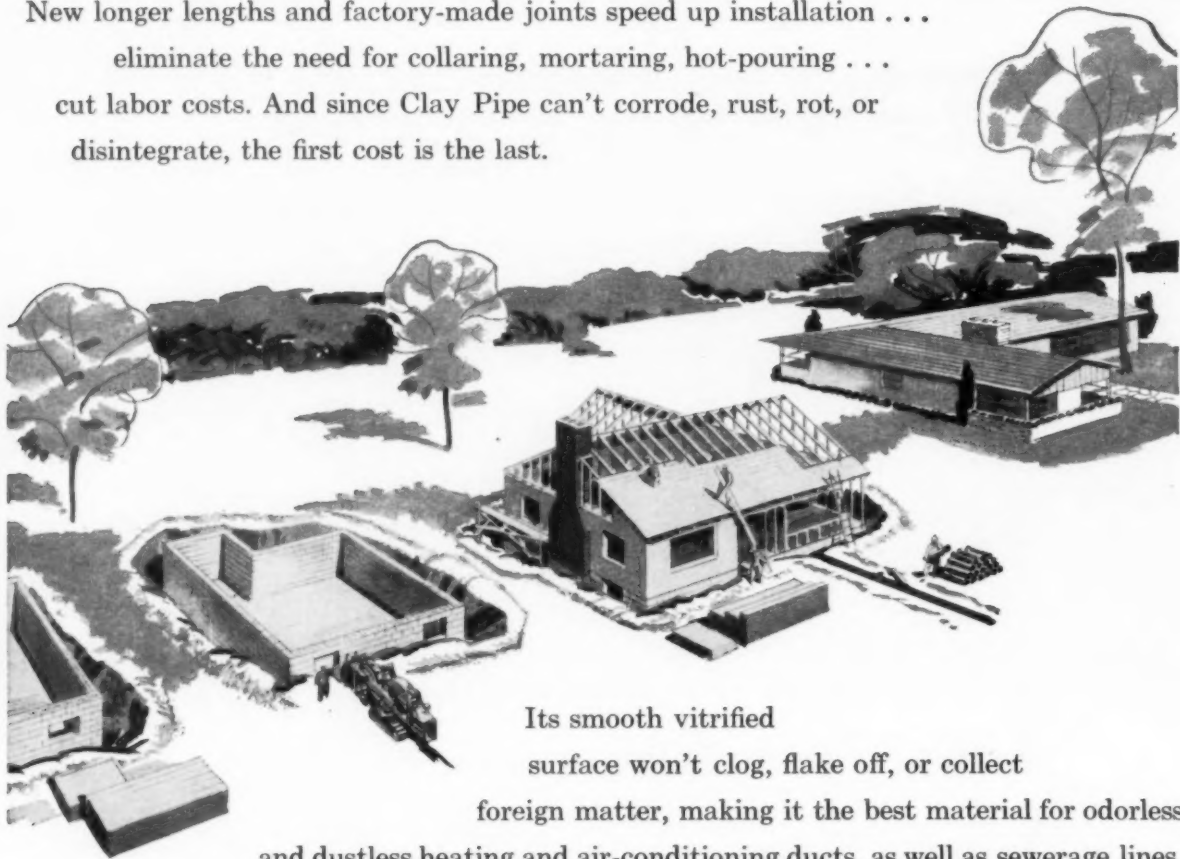 New longer lengths and factory-made joints speed up installation . . .
eliminate the need for collaring, mortaring, hot-pouring . . .
cut labor costs. And since Clay Pipe can't corrode, rust, rot, or
disintegrate, the first cost is the last.
Its smooth vitrified
surface won't clog, flake off, or collect
foreign matter, making it the best material for odorless
and dustless heating and air-conditioning ducts, as well as sewerage lines